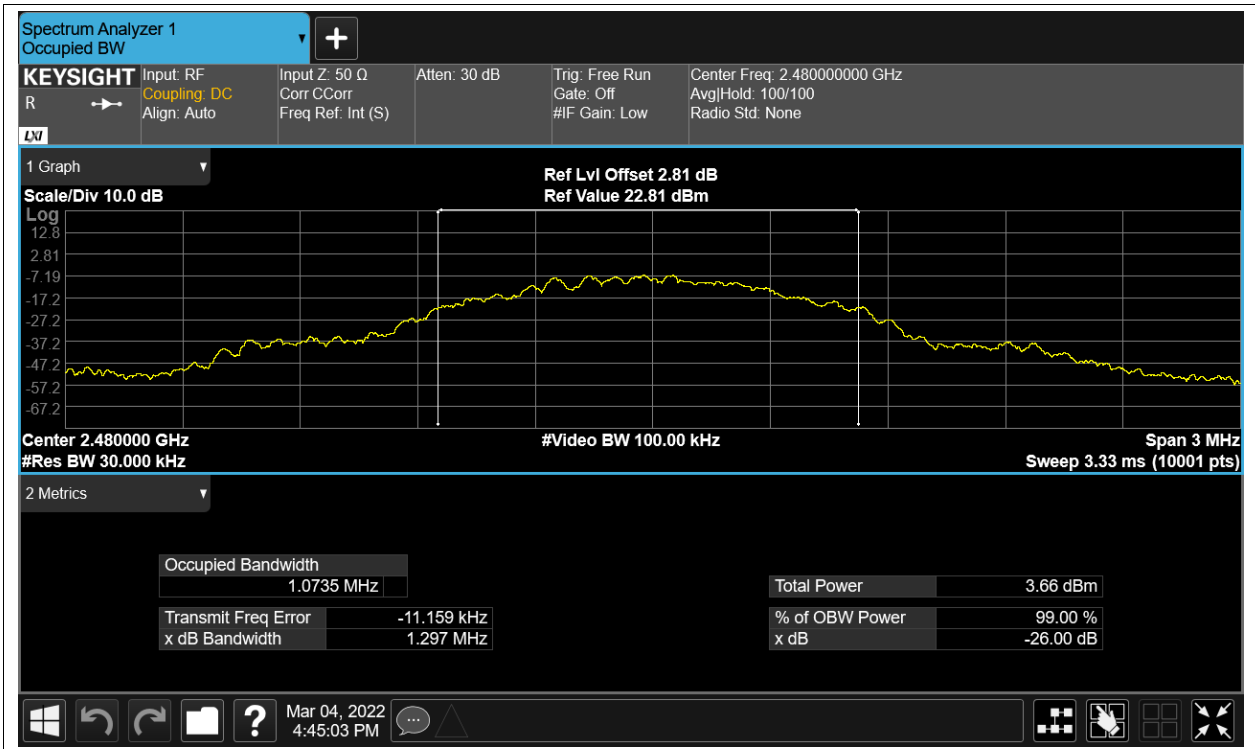 Spectrum Analyzer 1
Occupied BW
KEYSIGHT
R
LXI
Input: RF
Coupling: DC
Align: Auto
Input Z: 50 Ω
Corr CCorr
Freq Ref: Int (S)
Atten: 30 dB
Trig: Free Run
Gate: Off
#IF Gain: Low
Center Freq: 2.480000000 GHz
Avg|Hold: 100/100
Radio Std: None
1 Graph
Ref Lvl Offset 2.81 dB
Scale/Div 10.0 dB
Ref Value 22.81 dBm
Log
12.8
2.81
-7.19
-17.2
-27.2
-37.2
-47.2
-57.2
-67.2
Center 2.480000 GHz
#Video BW 100.00 kHz
Span 3 MHz
#Res BW 30.000 kHz
Sweep 3.33 ms (10001 pts)
2 Metrics
Occupied Bandwidth
1.0735 MHz
Total Power 3.66 dBm
Transmit Freq Error -11.159 kHz
% of OBW Power 99.00 %
x dB Bandwidth 1.297 MHz
x dB -26.00 dB
?
Mar 04, 2022
4:45:03 PM